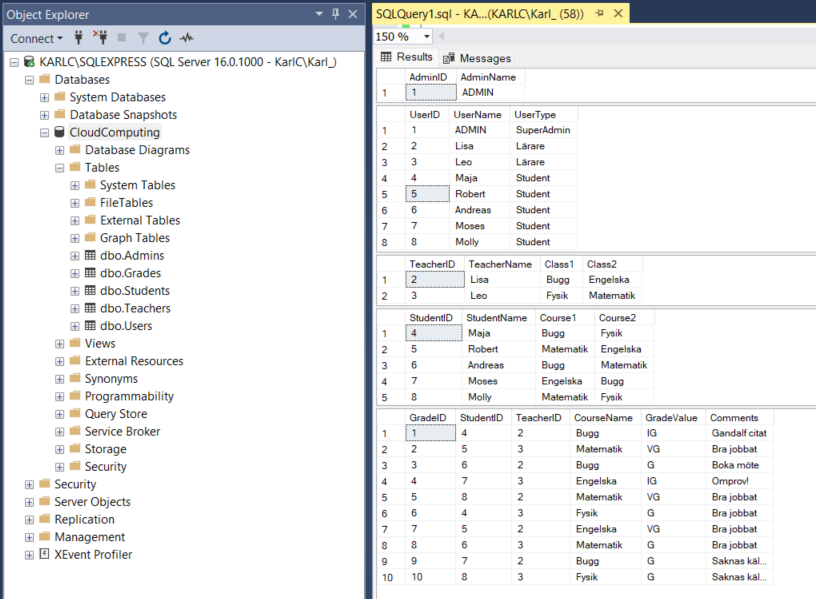 Object Explorer
Connect
KARLC\SQLEXPRESS (SQL Server 16.0.1000 - KarlC\Karl_)
Databases
System Databases
Database Snapshots
CloudComputing
Database Diagrams
Tables
System Tables
FileTables
External Tables
Graph Tables
dbo.Admins
dbo.Grades
dbo.Students
dbo.Teachers
dbo.Users
Views
External Resources
Synonyms
Programmability
Query Store
Service Broker
Storage
Security
Security
Server Objects
Replication
Management
XEvent Profiler
SQLQuery1.sql - KA...(KARLC\Karl_ (58))
150 %
Results Messages
AdminID AdminName
1 1 ADMIN
UserID UserName UserType
1 1 ADMIN SuperAdmin
2 2 Lisa Lärare
3 3 Leo Lärare
4 4 Maja Student
5 5 Robert Student
6 6 Andreas Student
7 7 Moses Student
8 8 Molly Student
TeacherID TeacherName Class1 Class2
1 2 Lisa Bugg Engelska
2 3 Leo Fysik Matematik
StudentID StudentName Course1 Course2
1 4 Maja Bugg Fysik
2 5 Robert Matematik Engelska
3 6 Andreas Bugg Matematik
4 7 Moses Engelska Bugg
5 8 Molly Matematik Fysik
GradeID StudentID TeacherID CourseName GradeValue Comments
1 1 4 2 Bugg IG Gandalf citat
2 2 5 3 Matematik VG Bra jobbat
3 3 6 2 Bugg G Boka möte
4 4 7 3 Engelska IG Omprov!
5 5 8 2 Matematik VG Bra jobbat
6 6 4 3 Fysik G Bra jobbat
7 7 5 2 Engelska VG Bra jobbat
8 8 6 3 Matematik G Bra jobbat
9 9 7 2 Bugg G Saknas käl...
10 10 8 3 Fysik G Saknas käl...